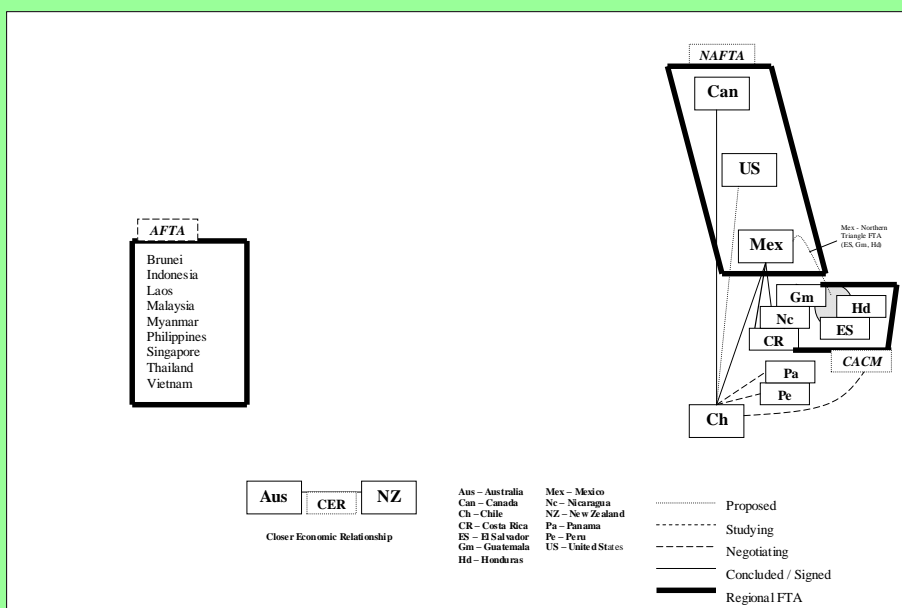 NAFTA
Can
US
AFTA
Mex
Mex - Northern
Triangle FTA
(ES, Gm, Hd)
Brunei
Indonesia
Laos
Malaysia
Myanmar
Philippines
Singapore
Thailand
Vietnam
Gm
Hd
Nc
ES
CR
CACM
Pa
Pe
Ch
Aus
CER
NZ
Closer Economic Relationship
Aus – Australia
Can – Canada
Ch – Chile
CR – Costa Rica
ES – El Salvador
Gm – Guatemala
Hd – Honduras
Mex – Mexico
Nc – Nicaragua
NZ – New Zealand
Pa – Panama
Pe – Peru
US – United States
Proposed
Studying
Negotiating
Concluded / Signed
Regional FTA